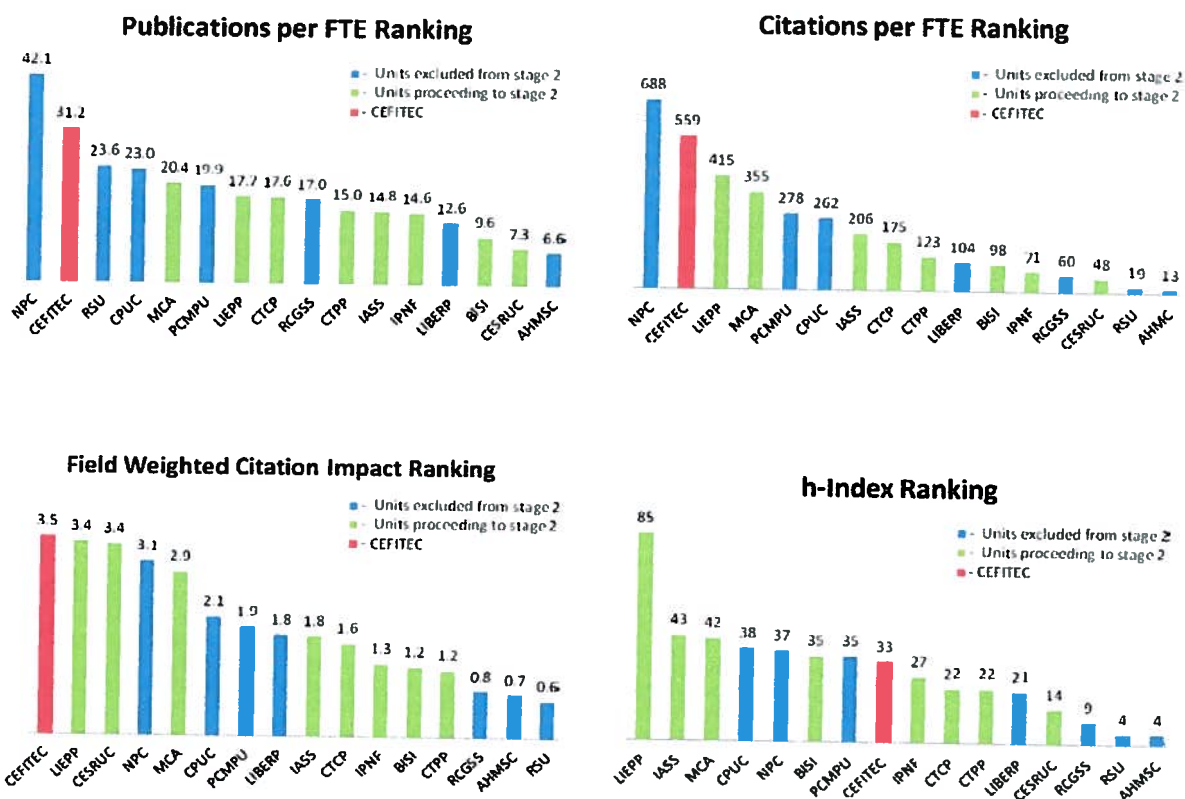 Publications per FTE Ranking
- Units excluded from stage 2
- Units proceeding to stage 2
- CEFITEC
42.1 31.2 23.6 23.0 20.4 19.9 17.7 17.6 17.0 15.0 14.8 14.6 12.6 9.6 7.3 6.6
NPC CEFITEC RSU CPUC MCA PCMPU LIEPP CTCP RCGSS CTPP IASS IPNF LIBERP BISI CESRUC AHMSC
Citations per FTE Ranking
- Units excluded from stage 2
- Units proceeding to stage 2
- CEFITEC
688 559 415 355 278 262 206 175 123 104 98 71 60 48 19 13
NPC CEFITEC LIEPP MCA PCMPU CPUC IASS CTCP CTPP LIBERP BISI IPNF RCGSS CESRUC RSU AHMC
Field Weighted Citation Impact Ranking
- Units excluded from stage 2
- Units proceeding to stage 2
- CEFITEC
3.5 3.4 3.4 3.1 2.9 2.1 1.9 1.8 1.8 1.6 1.3 1.2 1.2 0.8 0.7 0.6
CEFITEC LIEPP CESRUC NPC MCA CPUC PCMPU LIBERP IASS CTCP IPNF BISI CTPP RCGSS AHMSC RSU
h-Index Ranking
- Units excluded from stage 2
- Units proceeding to stage 2
- CEFITEC
85 43 42 38 37 35 35 33 27 22 22 21 14 9 4 4
LIEPP IASS MCA CPUC NPC BISI PCMPU CEFITEC IPNF CTCP CTPP LIBERP CESRUC RCGSS RSU AHMSC